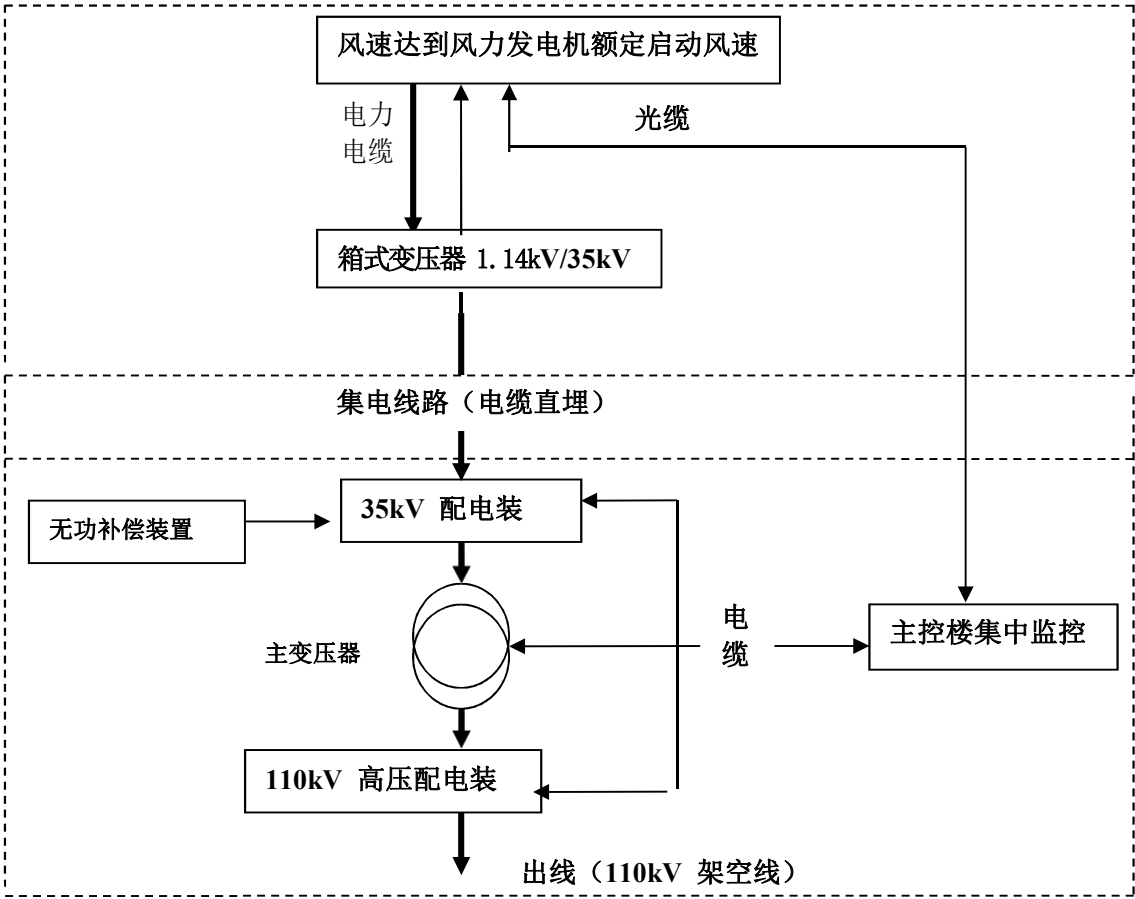 风速达到风力发电机额定启动风速
电力
电缆
光缆
箱式变压器 1.14kV/35kV
集电线路（电缆直埋）
35kV 配电装
无功补偿装置
电
缆
主控楼集中监控
主变压器
110kV 高压配电装
出线（110kV 架空线）